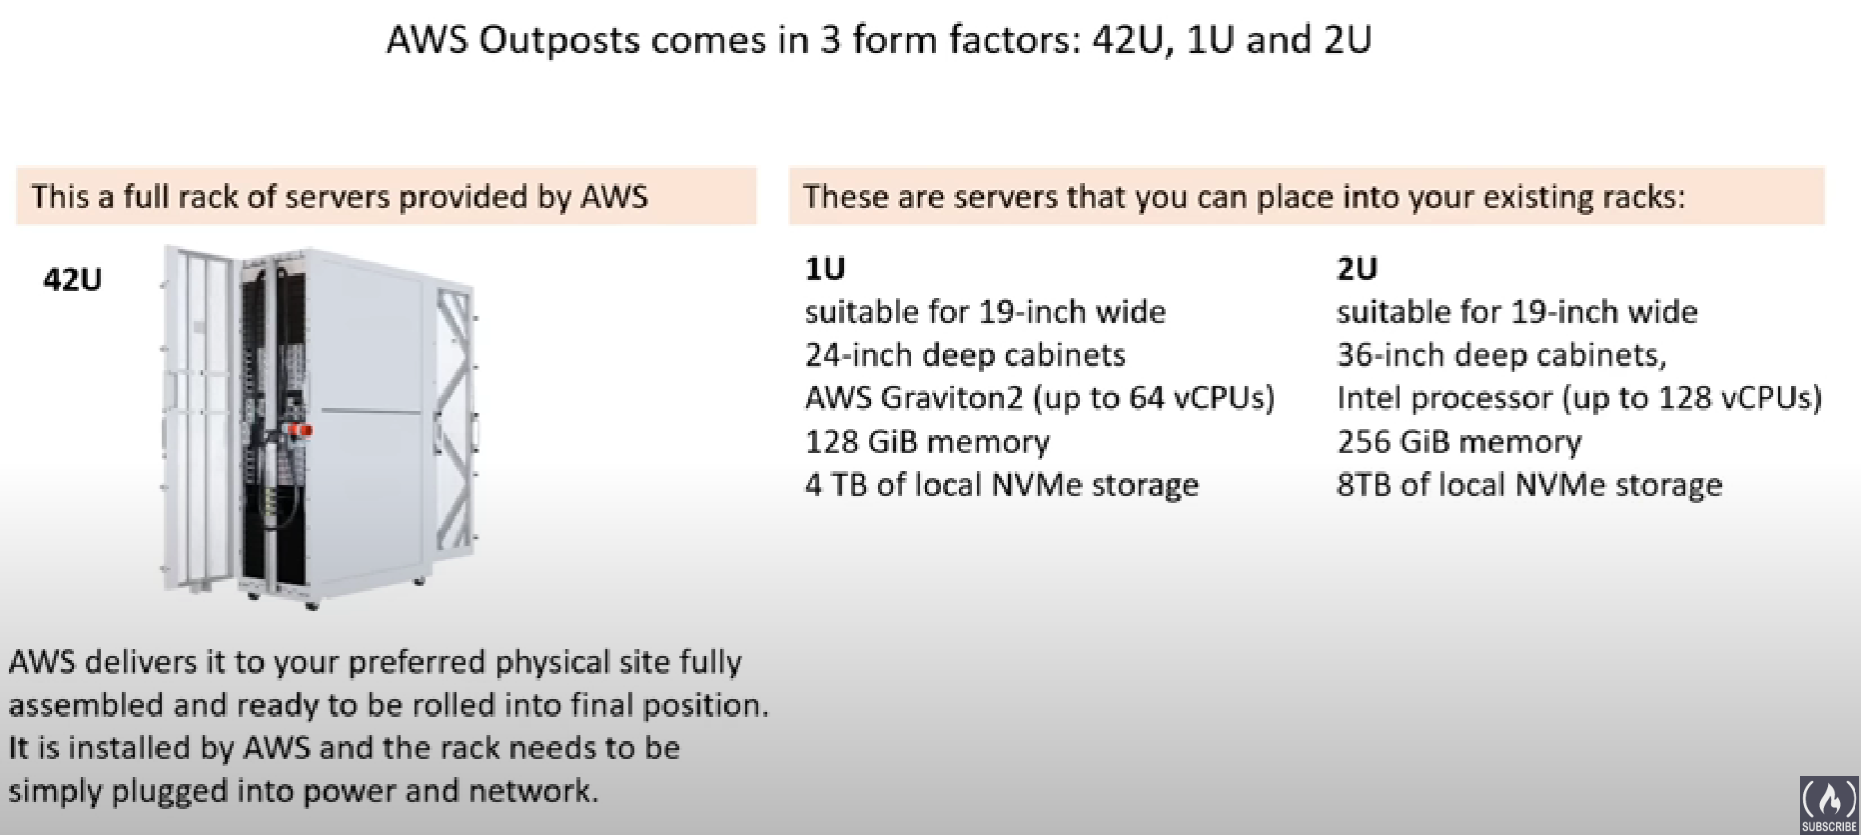 AWS Outposts comes in 3 form factors: 42U, 1U and 2U
This a full rack of servers provided by AWS
42U
AWS delivers it to your preferred physical site fully
assembled and ready to be rolled into final position.
It is installed by AWS and the rack needs to be
simply plugged into power and network.
These are servers that you can place into your existing racks:
1U
suitable for 19-inch wide
24-inch deep cabinets
AWS Graviton2 (up to 64 vCPUs)
128 GiB memory
4 TB of local NVMe storage
2U
suitable for 19-inch wide
36-inch deep cabinets,
Intel processor (up to 128 vCPUs)
256 GiB memory
8TB of local NVMe storage
SUBSCRIBE